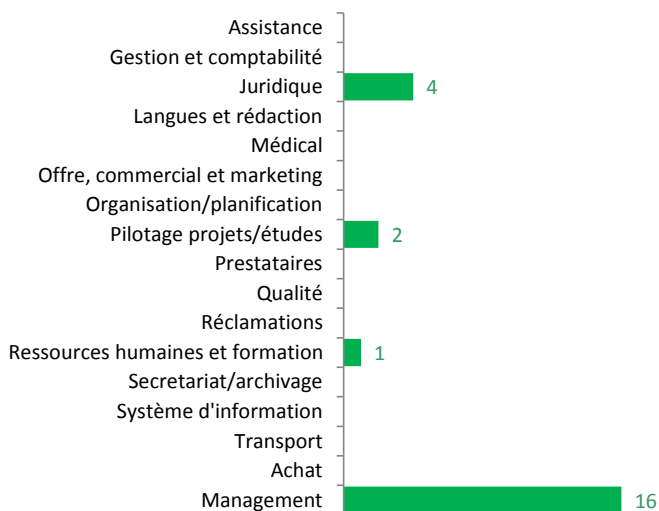 Assistance
Gestion et comptabilité
Juridique 4
Langues et rédaction
Médical
Offre, commercial et marketing
Organisation/planification
Pilotage projets/études 2
Prestataires
Qualité
Réclamations
Ressources humaines et formation 1
Secretariat/archivage
Système d'information
Transport
Achat
Management 16